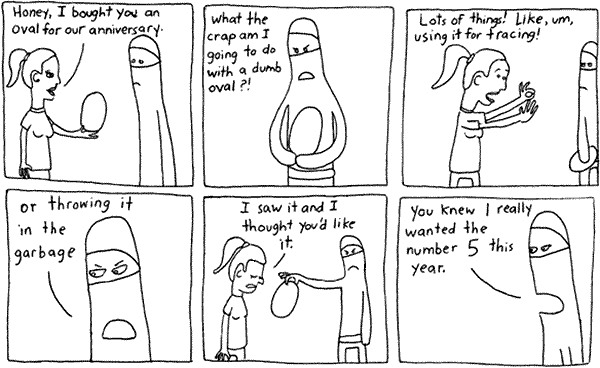 Honey, I bought you an
oval for our anniversary.
What the
crap am I
going to do
with a dumb
oval?!
Lots of things! Like, um,
using it for tracing!
or throwing it
in the
garbage
I saw it and I
thought you'd like
it.
You knew I really
wanted the
number 5 this
year.